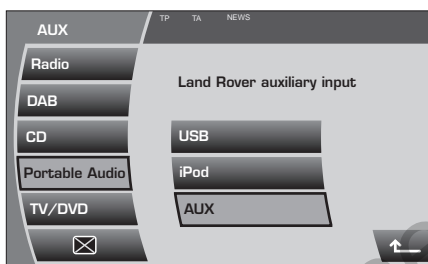 AUX
TP TA NEWS
Radio
DAB
CD
Portable Audio
TV/DVD
Land Rover auxiliary input
USB
iPod
AUX